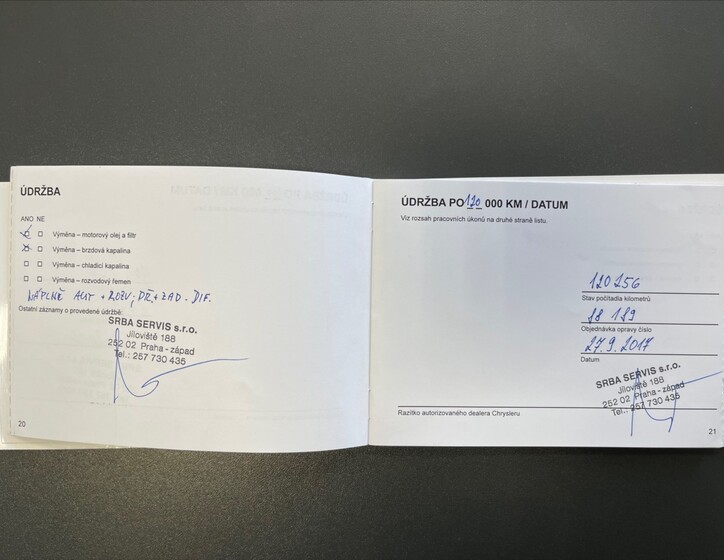 ÚDRŽBA
ANO NE
Výměna – motorový olej a filtr
Výměna – brzdová kapalina
Výměna – chladicí kapalina
Výměna – rozvodový řemen
NÁPLNĚ AUT + ROZV; PŘ + ZAD. DIF.
Ostatní záznamy o provedené údržbě:
SRBA SERVIS s.r.o.
Jíloviště 188
252 02 Praha - západ
Tel.: 257 730 435
20
ÚDRŽBA PO 120 000 KM / DATUM
Viz rozsah pracovních úkonů na druhé straně listu.
120256
Stav počítadla kilometrů
18 189
Objednávka opravy číslo
27.9.2017
Datum
SRBA SERVIS s.r.o.
Jíloviště 188
252 02 Praha - západ
Tel.: 257 730 435
Razítko autorizovaného dealera Chrysleru
21